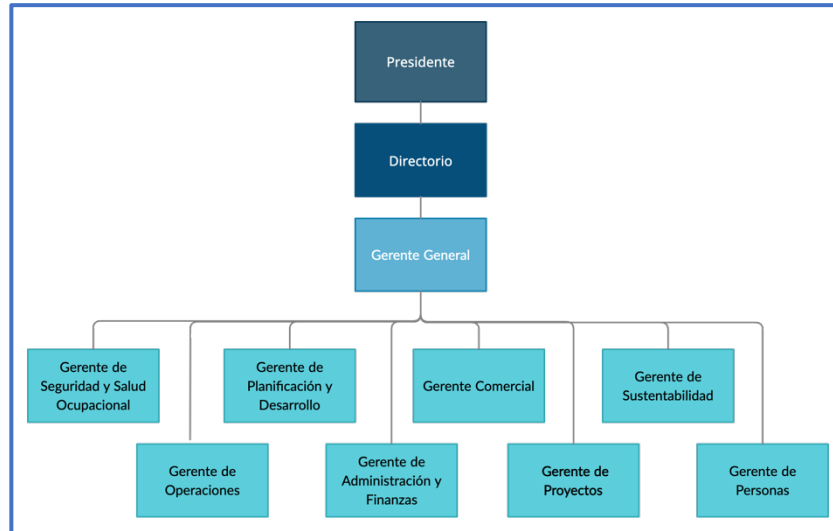 Presidente
Directorio
Gerente General
Gerente de
Seguridad y Salud
Ocupacional
Gerente de
Planificación y
Desarrollo
Gerente Comercial
Gerente de
Sustentabilidad
Gerente de
Operaciones
Gerente de
Administración y
Finanzas
Gerente de
Proyectos
Gerente de
Personas